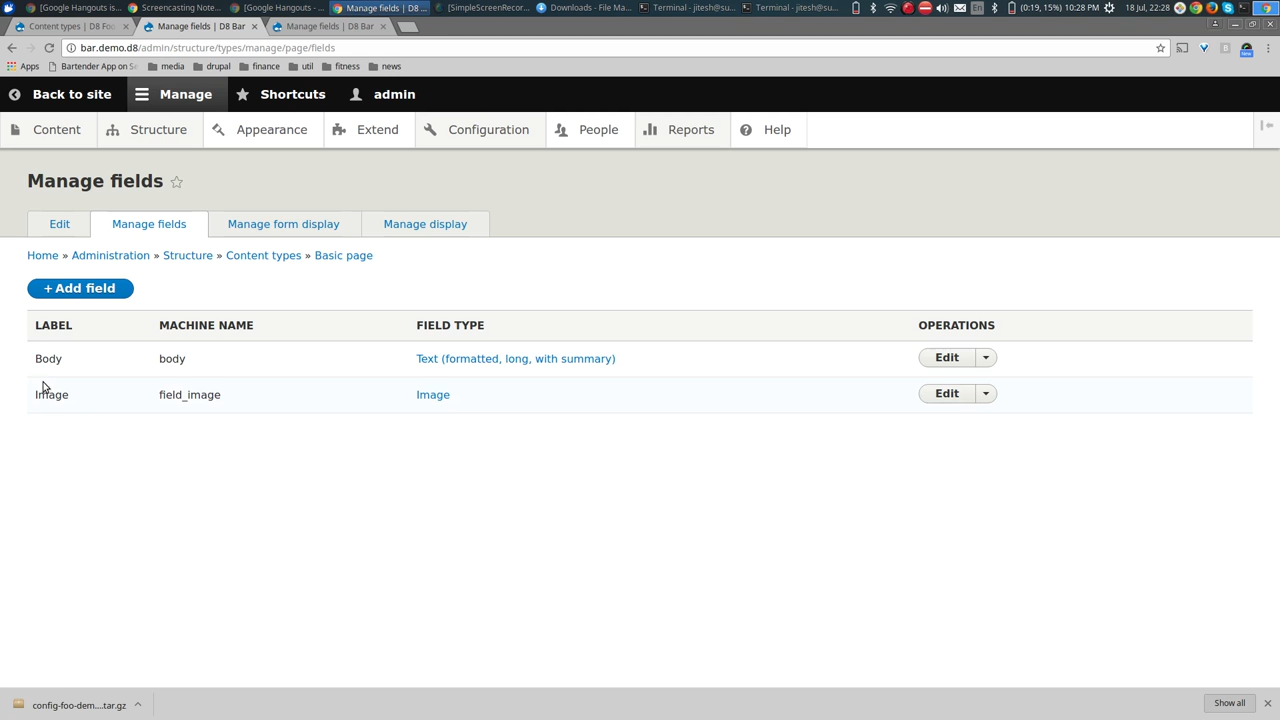 [Google Hangouts is... Screencasting Note... [Google Hangouts - ... Manage fields | D8 ... [SimpleScreenRecor... Downloads - File Ma... Terminal - jitesh@su... Terminal - jitesh@su... En (0:19, 15%) 10:28 PM 18 Jul, 22:28
Content types | D8 Foo Manage fields | D8 Bar Manage fields | D8 Bar
bar.demo.d8/admin/structure/types/manage/page/fields
Apps Bartender App on Se media drupal finance util fitness news
Back to site Manage Shortcuts admin
Content Structure Appearance Extend Configuration People Reports Help
Manage fields
Edit Manage fields Manage form display Manage display
Home » Administration » Structure » Content types » Basic page
+ Add field
LABEL MACHINE NAME FIELD TYPE OPERATIONS
Body body Text (formatted, long, with summary) Edit
Image field_image Image Edit
config-foo-dem....tar.gz Show all